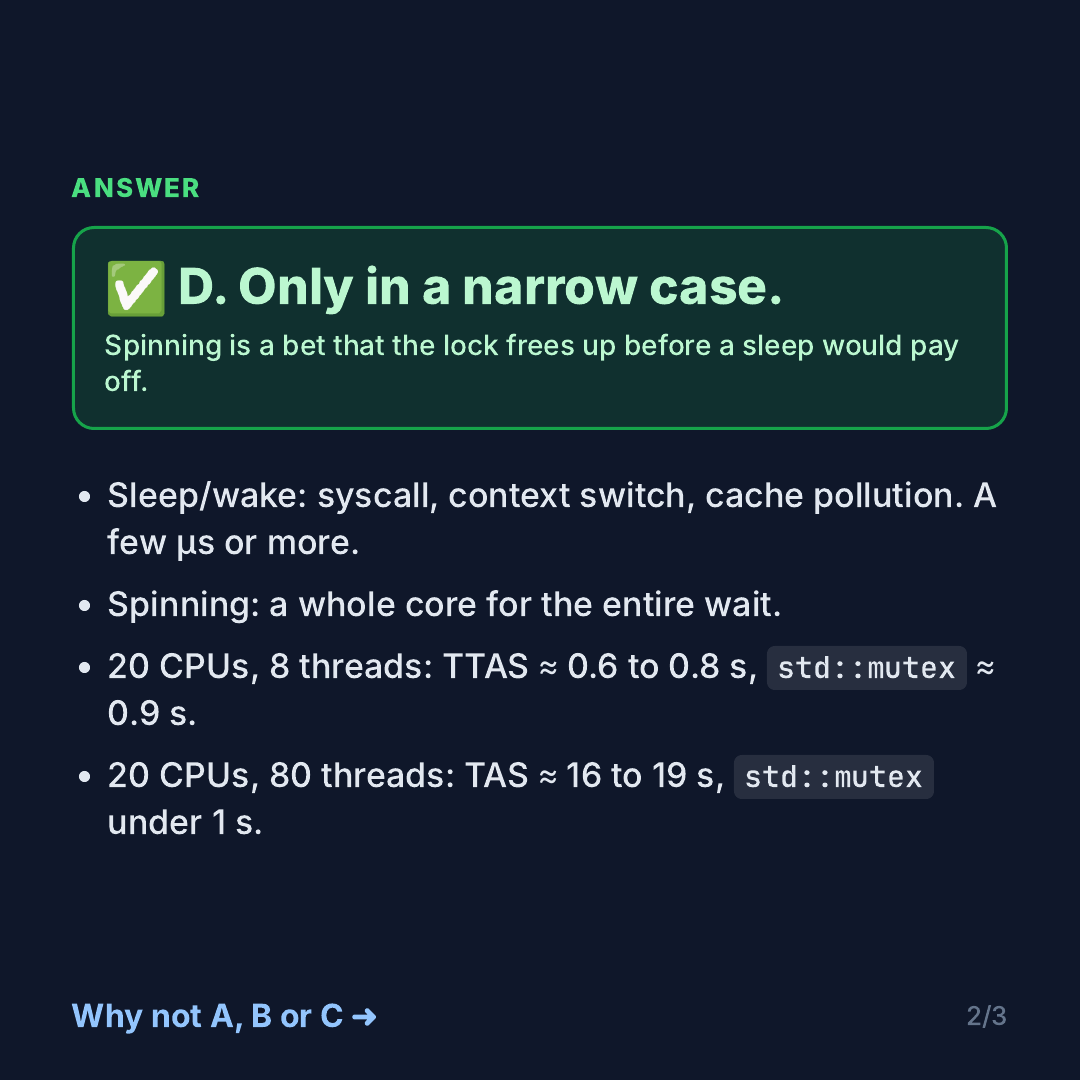 ANSWER
✅ D. Only in a narrow case.
Spinning is a bet that the lock frees up before a sleep would pay
off.
• Sleep/wake: syscall, context switch, cache pollution. A
few µs or more.
• Spinning: a whole core for the entire wait.
• 20 CPUs, 8 threads: TTAS ≈ 0.6 to 0.8 s, std::mutex ≈
0.9 s.
• 20 CPUs, 80 threads: TAS ≈ 16 to 19 s, std::mutex
under 1 s.
Why not A, B or C ➜
2/3